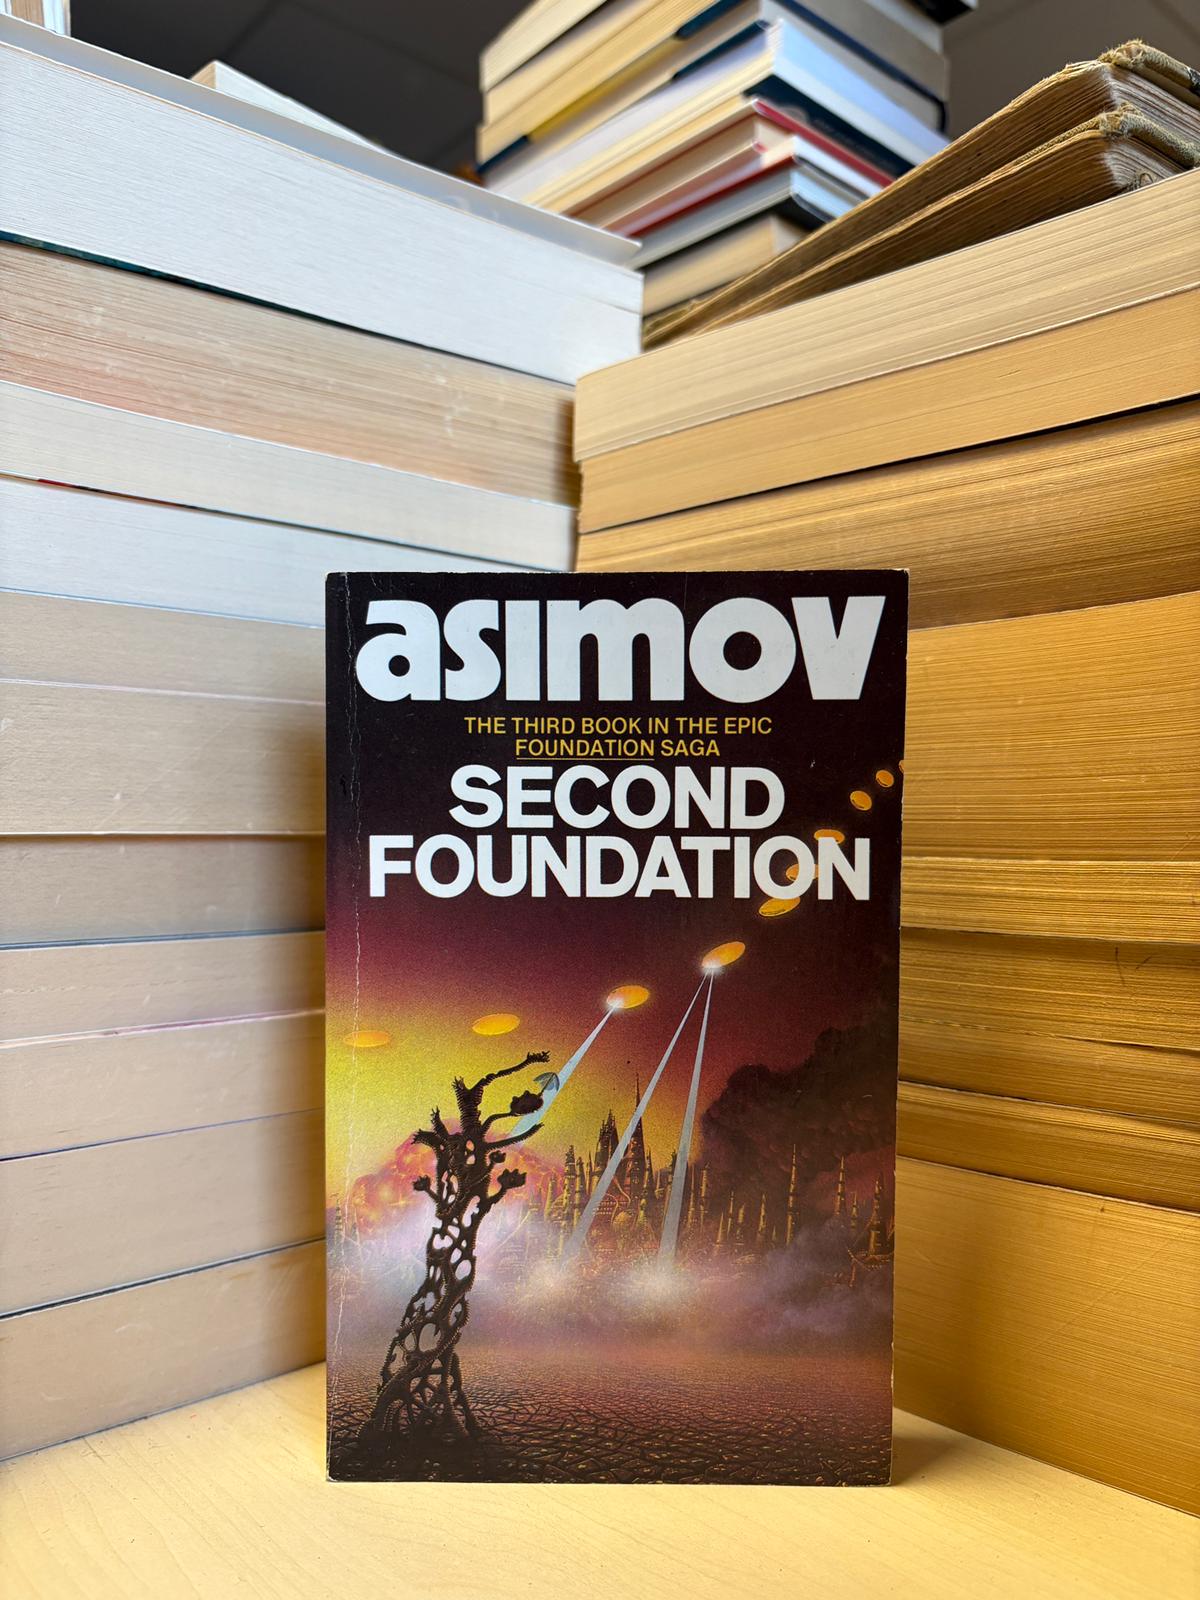 asimov
THE THIRD BOOK IN THE EPIC
FOUNDATION SAGA
SECOND
FOUNDATION